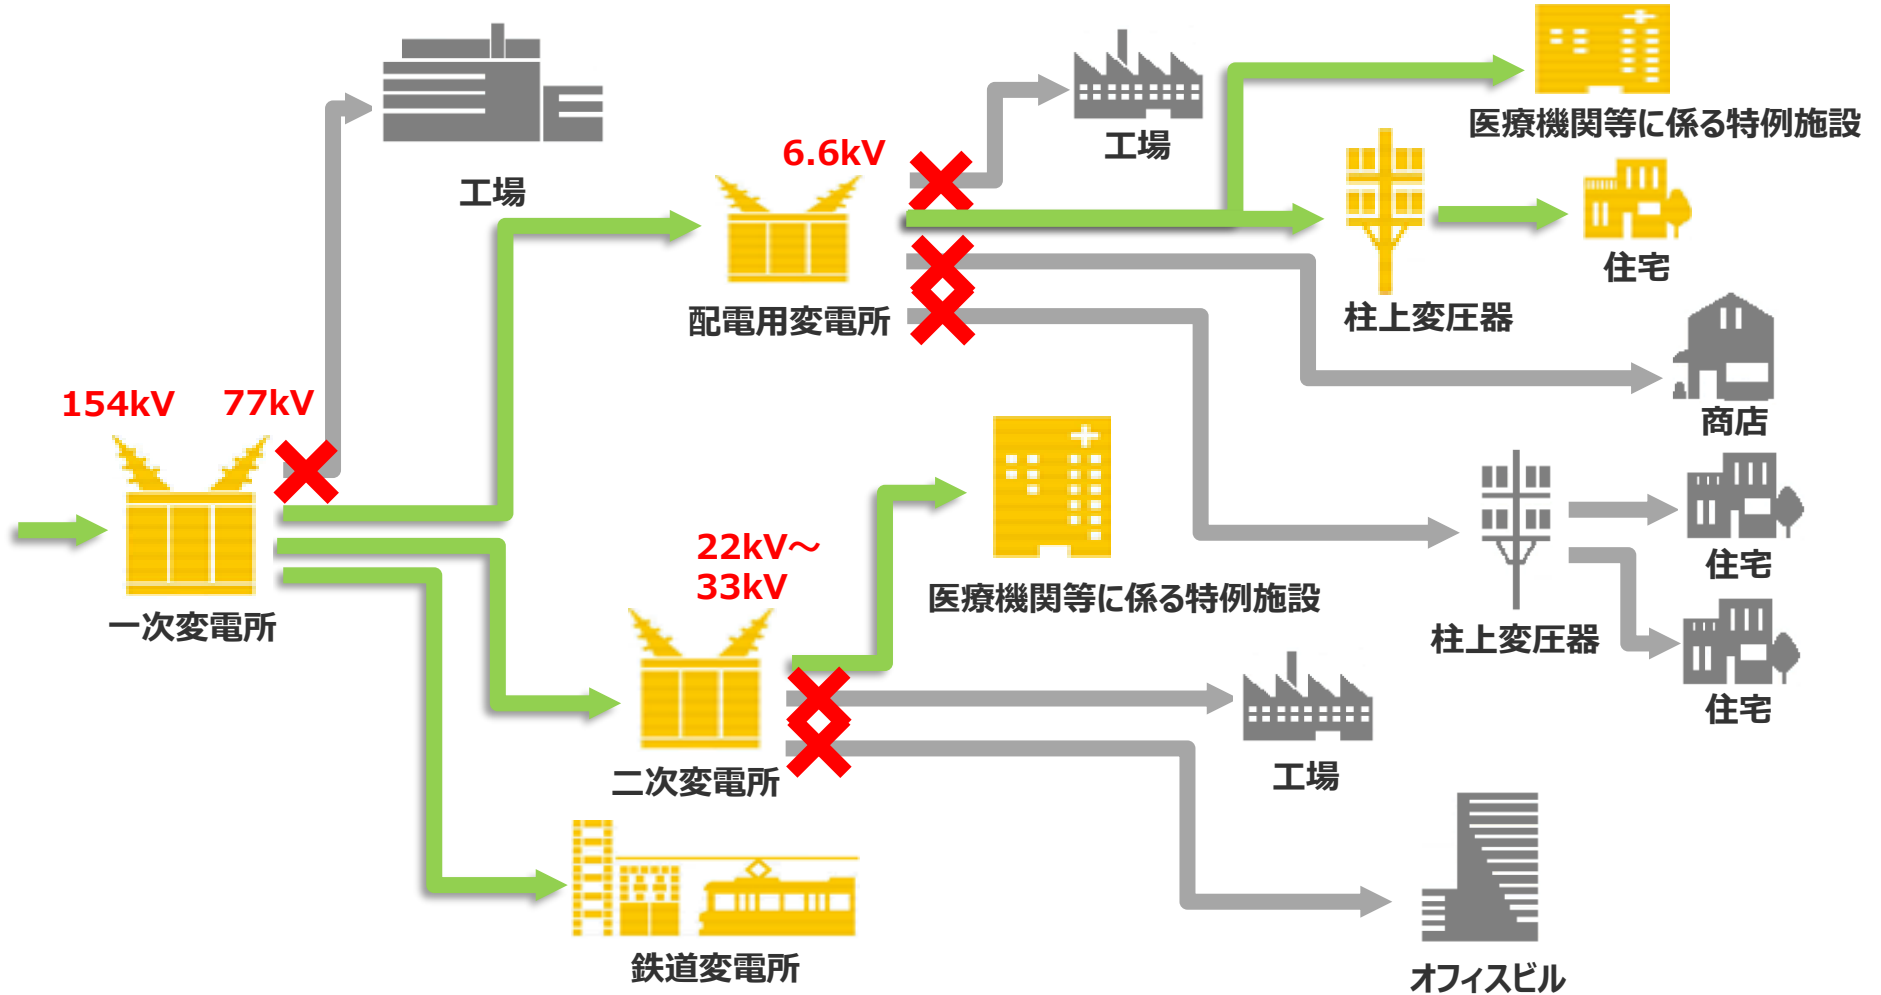 工場
工場
医療機関等に係る特例施設
6.6kV
配電用変電所
柱上変圧器
住宅
商店
154kV
77kV
一次変電所
22kV～
33kV
医療機関等に係る特例施設
二次変電所
柱上変圧器
住宅
住宅
工場
鉄道変電所
オフィスビル